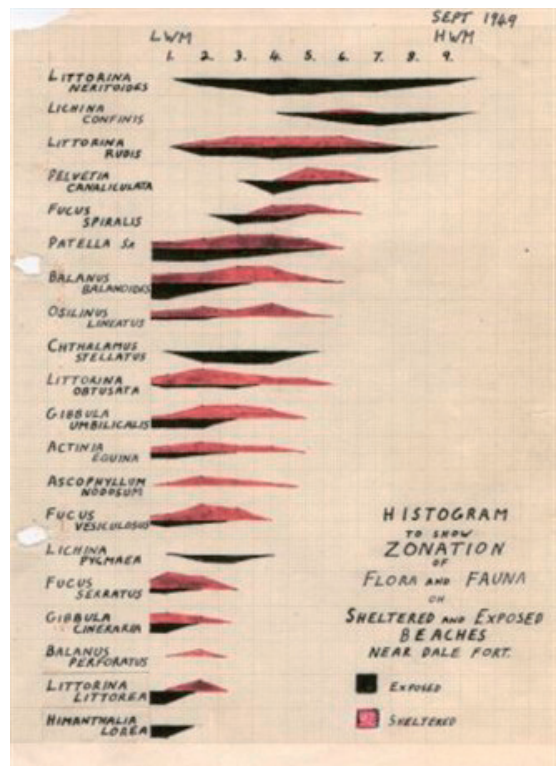 SEPT 1949
LWM HWM
1. 2. 3. 4. 5. 6. 7. 8. 9.
LITTORINA
NERITOIDES
LICHINA
CONFINIS
LITTORINA
RUDIS
PELVETIA
CANALICULATA
FUCUS
SPIRALIS
PATELLA Sp
BALANUS
BALANOIDES
OSILINUS
LINEATUS
CHTHALAMUS
STELLATUS
LITTORINA
OBTUSATA
GIBBULA
UMBILICALIS
ACTINIA
EQUINA
ASCOPHYLLUM
NODOSUM
FUCUS
VESICULOSUS
LICHINA
PYGMAEA
FUCUS
SERRATUS
GIBBULA
CINERARIA
BALANUS
PERFORATUS
LITTORINA
LITTOREA
HIMANTHALIA
LOREA
HISTOGRAM
TO SHOW
ZONATION
OF
FLORA AND FAUNA
ON
SHELTERED AND EXPOSED
BEACHES
NEAR DALE FORT.
EXPOSED
SHELTERED